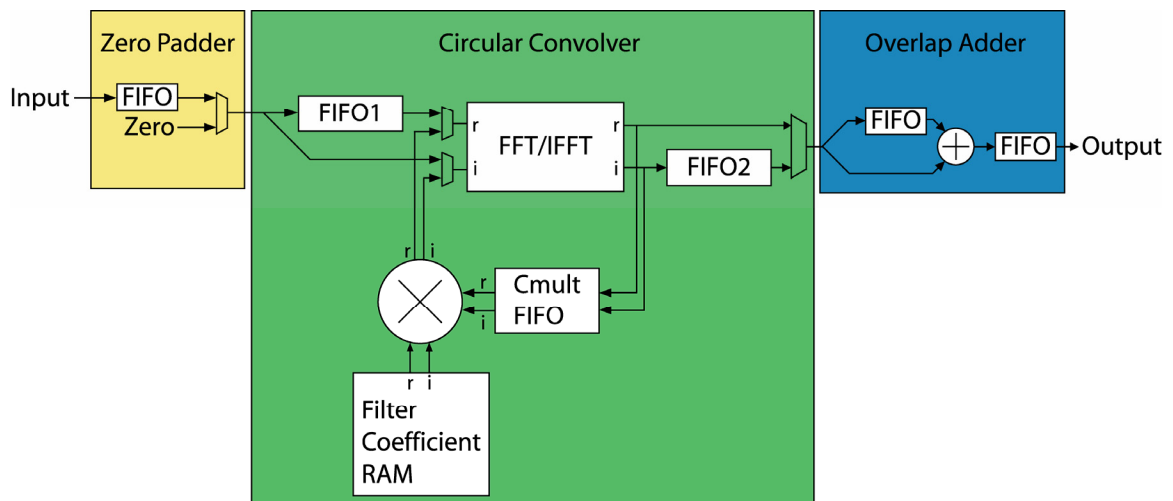 Zero Padder
Circular Convolver
Overlap Adder
Input
FIFO
Zero
FIFO1
r
i
FFT/IFFT
r
i
FIFO2
FIFO
FIFO
Output
r i
r
i
Cmult
FIFO
r i
Filter
Coefficient
RAM